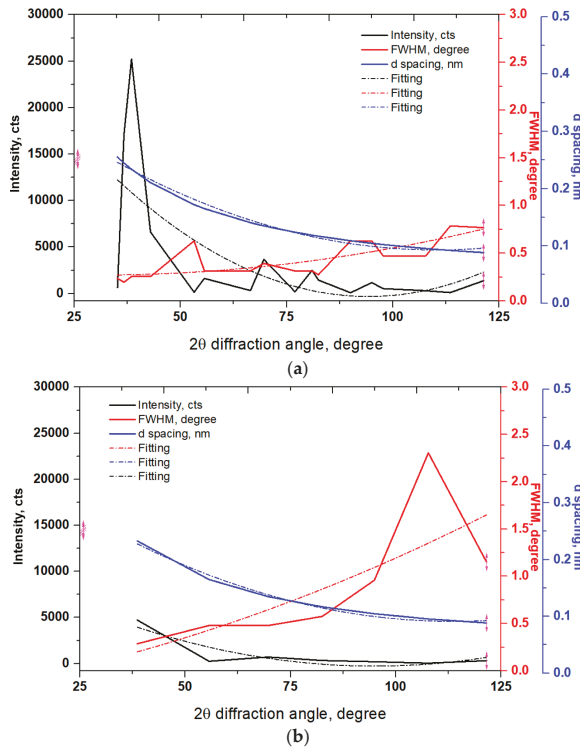 30000
25000
20000
15000
10000
5000
0
Intensity, cts
Intensity, cts
FWHM, degree
d spacing, nm
Fitting
Fitting
Fitting
3.0
2.5
2.0
1.5
1.0
0.5
0.0
FWHM, degree
0.5
0.4
0.3
0.2
0.1
0.0
d spacing, nm
25 50 75 100 125
2θ diffraction angle, degree
(a)
30000
25000
20000
15000
10000
5000
0
Intensity, cts
Intensity, cts
FWHM, degree
d spacing, nm
Fitting
Fitting
Fitting
3.0
2.5
2.0
1.5
1.0
0.5
0.0
FWHM, degree
0.5
0.4
0.3
0.2
0.1
0.0
d spacing, nm
25 50 75 100 125
2θ diffraction angle, degree
(b)